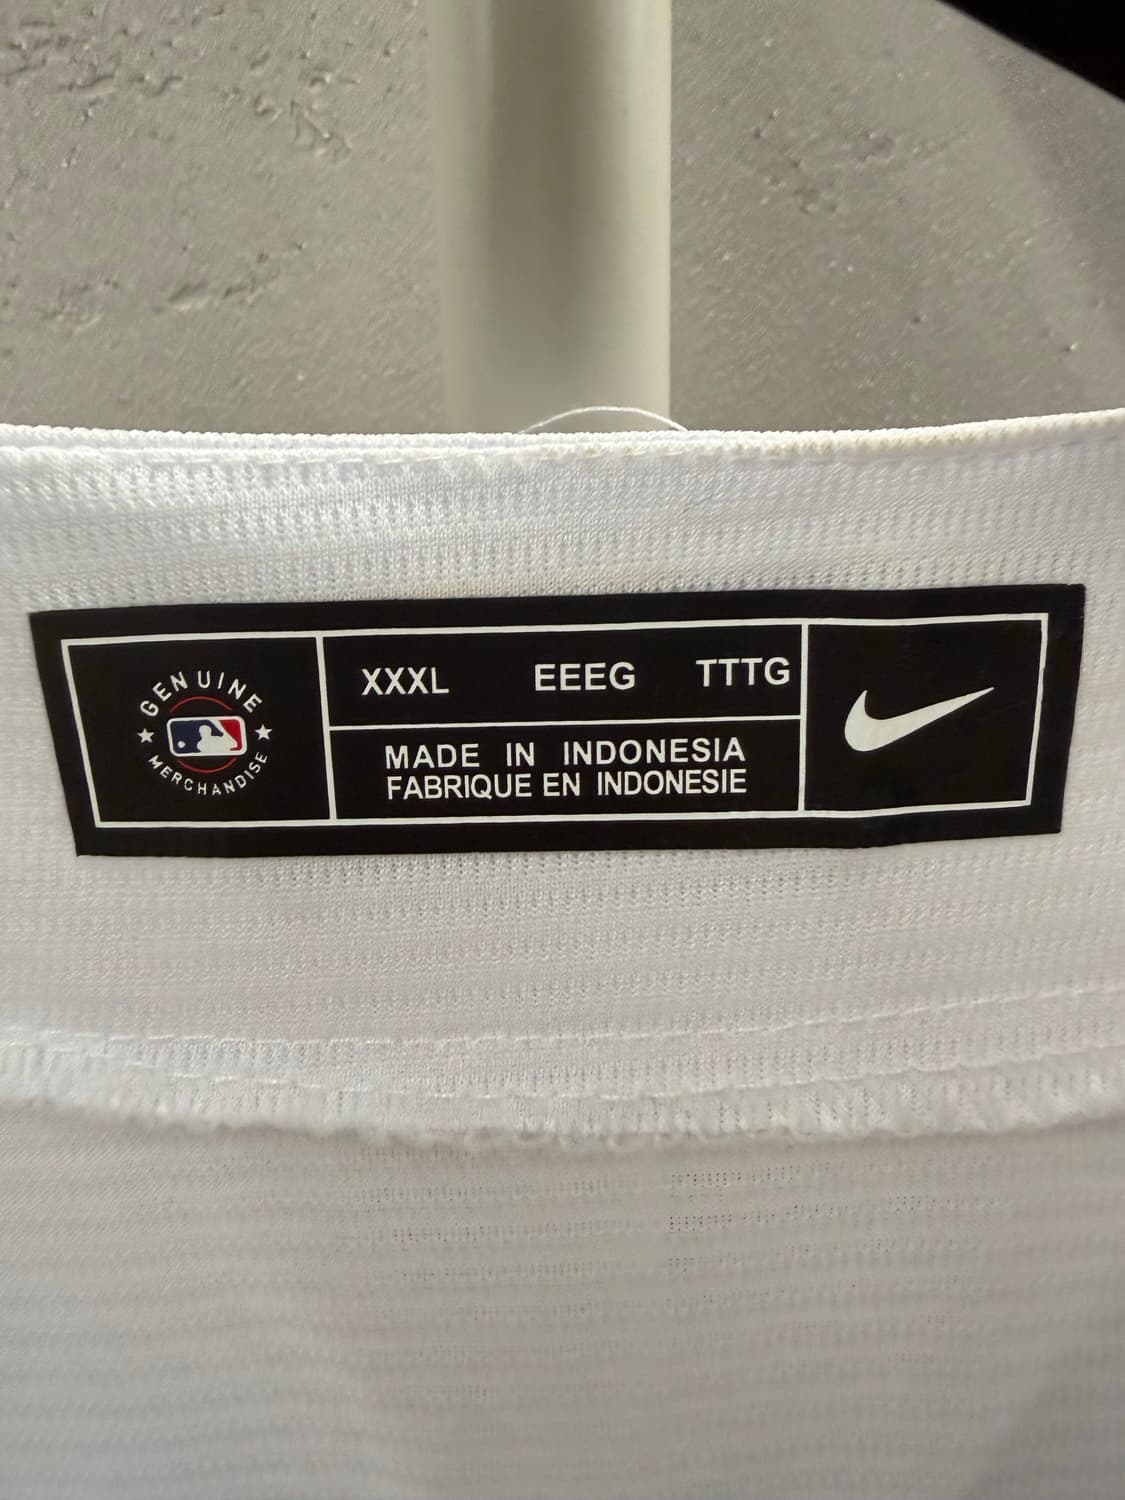 GENUINE
MERCHANDISE
XXXL EEEG TTTG
MADE IN INDONESIA
FABRIQUE EN INDONESIE